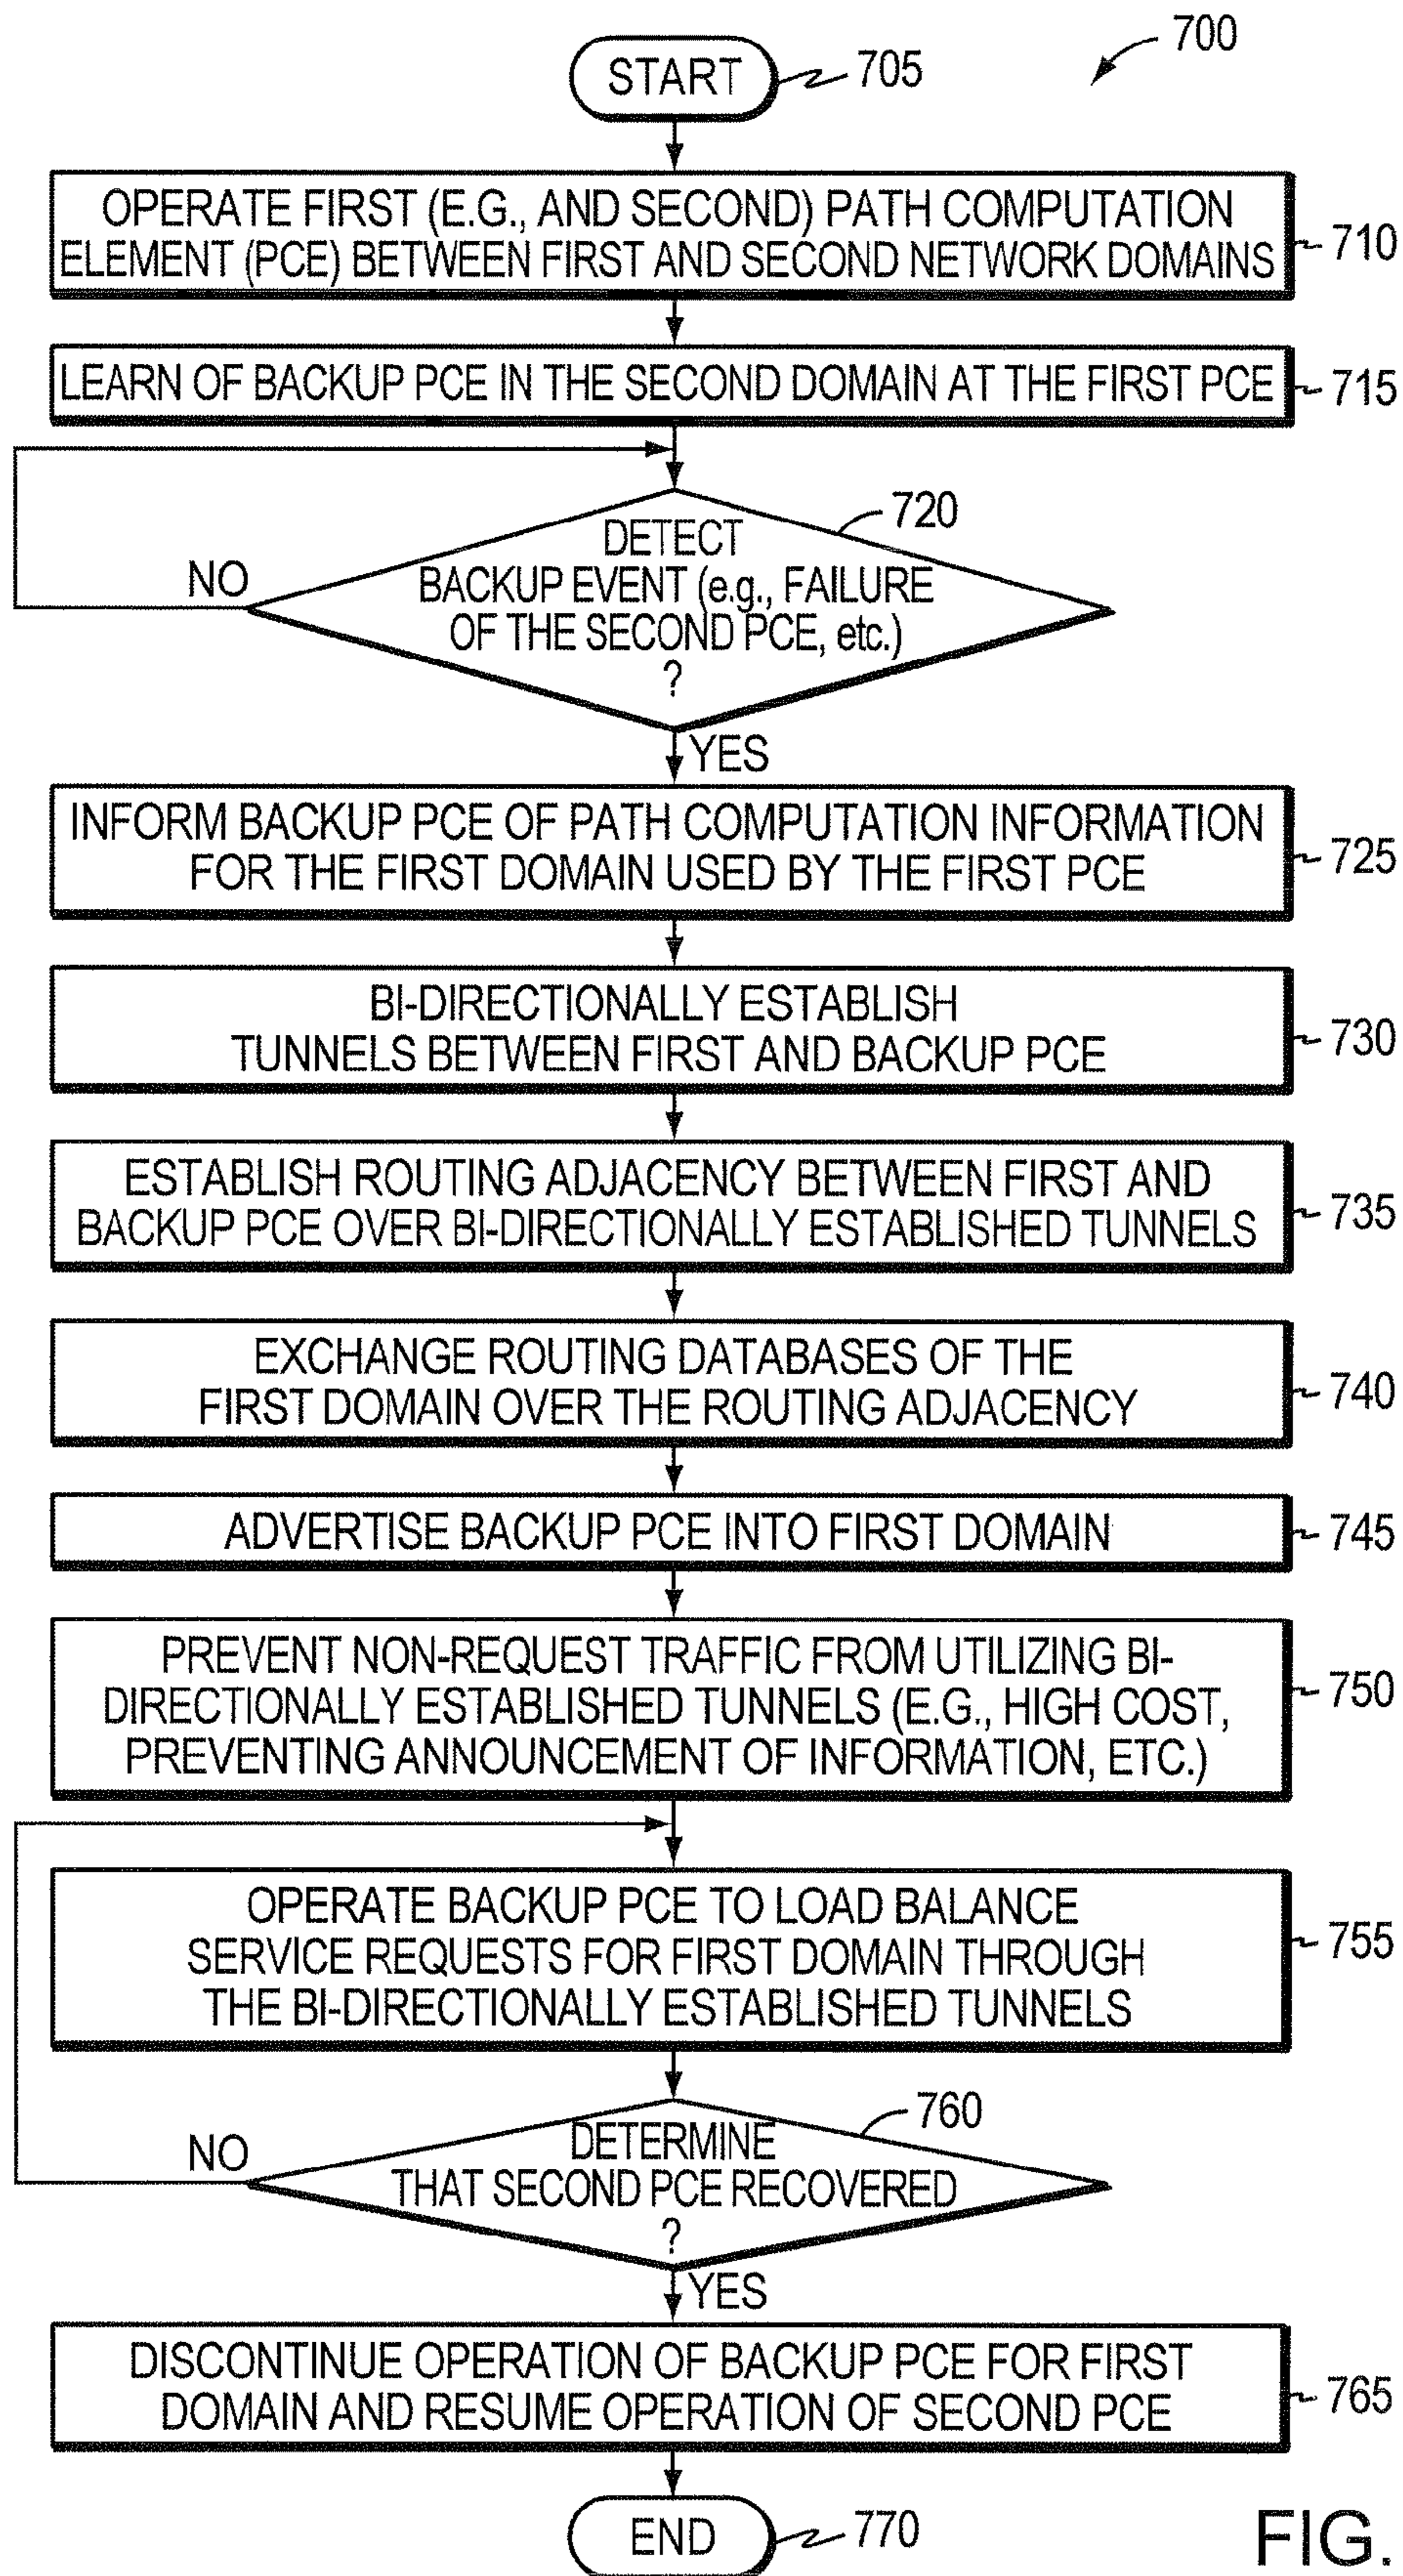 700
START
705
OPERATE FIRST (E.G., AND SECOND) PATH COMPUTATION
ELEMENT (PCE) BETWEEN FIRST AND SECOND NETWORK DOMAINS
710
LEARN OF BACKUP PCE IN THE SECOND DOMAIN AT THE FIRST PCE
715
720
DETECT
BACKUP EVENT (e.g., FAILURE
OF THE SECOND PCE, etc.)
?
NO
YES
INFORM BACKUP PCE OF PATH COMPUTATION INFORMATION
FOR THE FIRST DOMAIN USED BY THE FIRST PCE
725
BI-DIRECTIONALLY ESTABLISH
TUNNELS BETWEEN FIRST AND BACKUP PCE
730
ESTABLISH ROUTING ADJACENCY BETWEEN FIRST AND
BACKUP PCE OVER BI-DIRECTIONALLY ESTABLISHED TUNNELS
735
EXCHANGE ROUTING DATABASES OF THE
FIRST DOMAIN OVER THE ROUTING ADJACENCY
740
ADVERTISE BACKUP PCE INTO FIRST DOMAIN
745
PREVENT NON-REQUEST TRAFFIC FROM UTILIZING BI-
DIRECTIONALLY ESTABLISHED TUNNELS (E.G., HIGH COST,
PREVENTING ANNOUNCEMENT OF INFORMATION, ETC.)
750
OPERATE BACKUP PCE TO LOAD BALANCE
SERVICE REQUESTS FOR FIRST DOMAIN THROUGH
THE BI-DIRECTIONALLY ESTABLISHED TUNNELS
755
760
DETERMINE
THAT SECOND PCE RECOVERED
?
NO
YES
DISCONTINUE OPERATION OF BACKUP PCE FOR FIRST
DOMAIN AND RESUME OPERATION OF SECOND PCE
765
END
770
FIG.